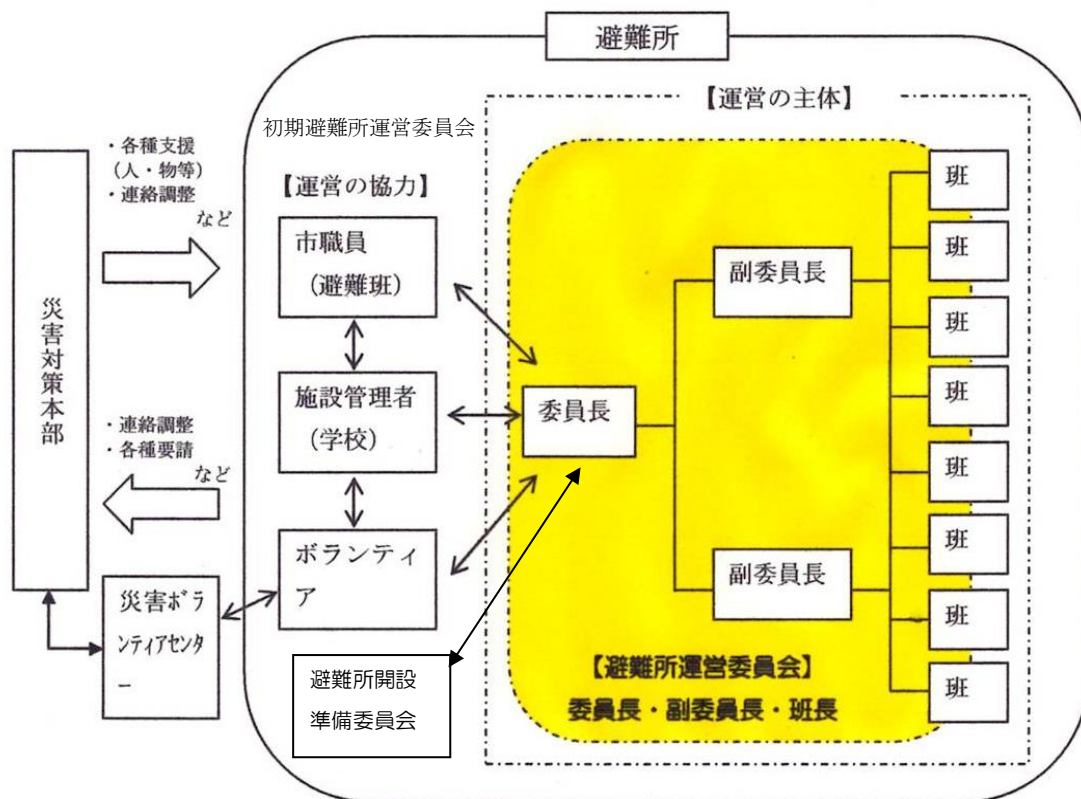 避難所
【運営の主体】
初期避難所運営委員会
・各種支援
（人・物等）
・連絡調整
など
【運営の協力】
市職員
（避難班）
施設管理者
（学校）
ボランティ
ア
避難所開設
準備委員会
災害対策本部
・連絡調整
・各種要請
など
災害ボラ
ンティアセンタ
ー
委員長
副委員長
副委員長
班
班
班
班
班
班
班
班
【避難所運営委員会】
委員長・副委員長・班長